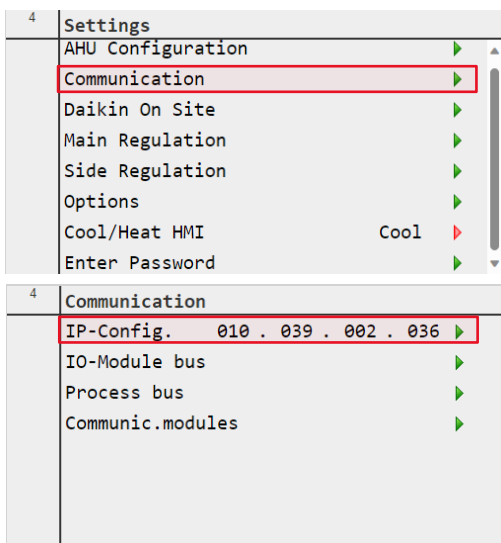 4 Settings
AHU Configuration
Communication
Daikin On Site
Main Regulation
Side Regulation
Options
Cool/Heat HMI Cool
Enter Password
4 Communication
IP-Config. 010 . 039 . 002 . 036
IO-Module bus
Process bus
Communic.modules